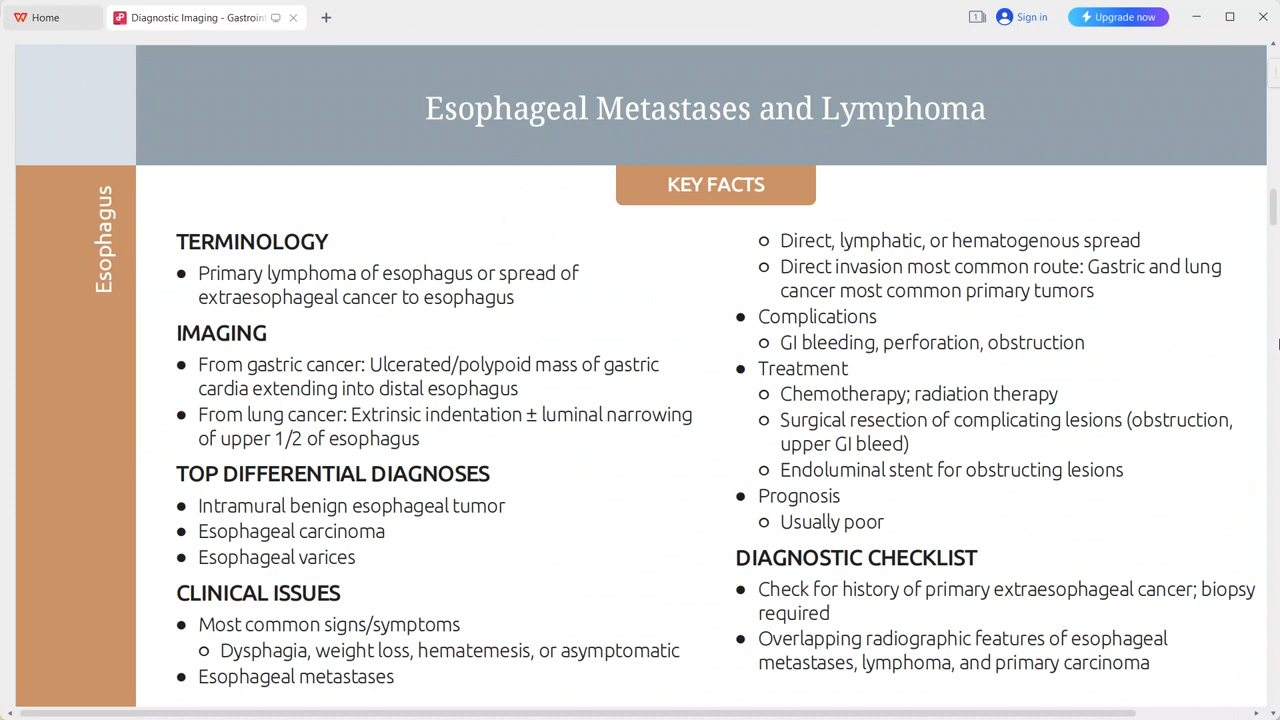 Home
Diagnostic Imaging - Gastroin
1
Sign in
Upgrade now
Esophageal Metastases and Lymphoma
Esophagus
KEY FACTS
TERMINOLOGY
● Primary lymphoma of esophagus or spread of
extraesophageal cancer to esophagus
IMAGING
● From gastric cancer: Ulcerated/polypoid mass of gastric
cardia extending into distal esophagus
● From lung cancer: Extrinsic indentation ± luminal narrowing
of upper 1/2 of esophagus
TOP DIFFERENTIAL DIAGNOSES
● Intramural benign esophageal tumor
● Esophageal carcinoma
● Esophageal varices
CLINICAL ISSUES
● Most common signs/symptoms
○ Dysphagia, weight loss, hematemesis, or asymptomatic
● Esophageal metastases
○ Direct, lymphatic, or hematogenous spread
○ Direct invasion most common route: Gastric and lung
cancer most common primary tumors
● Complications
○ GI bleeding, perforation, obstruction
● Treatment
○ Chemotherapy; radiation therapy
○ Surgical resection of complicating lesions (obstruction,
upper GI bleed)
○ Endoluminal stent for obstructing lesions
● Prognosis
○ Usually poor
DIAGNOSTIC CHECKLIST
● Check for history of primary extraesophageal cancer; biopsy
required
● Overlapping radiographic features of esophageal
metastases, lymphoma, and primary carcinoma